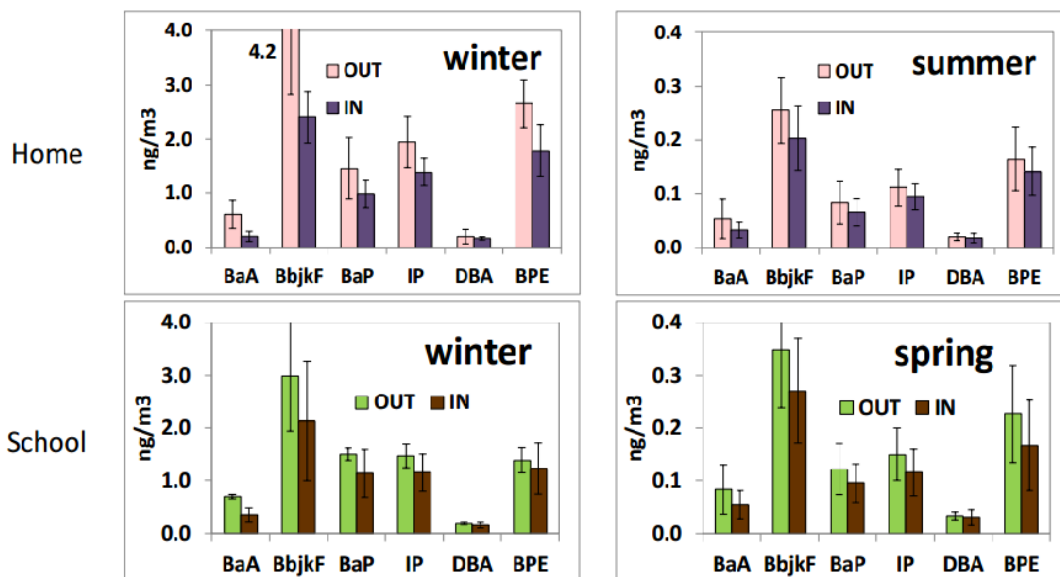 Home
4.0
3.0
2.0
1.0
0.0
ng/m3
4.2
winter
OUT
IN
BaA BbjkF BaP IP DBA BPE
0.4
0.3
0.2
0.1
0.0
ng/m3
summer
OUT
IN
BaA BbjkF BaP IP DBA BPE
School
4.0
3.0
2.0
1.0
0.0
ng/m3
winter
OUT IN
BaA BbjkF BaP IP DBA BPE
0.4
0.3
0.2
0.1
0.0
ng/m3
spring
OUT IN
BaA BbjkF BaP IP DBA BPE